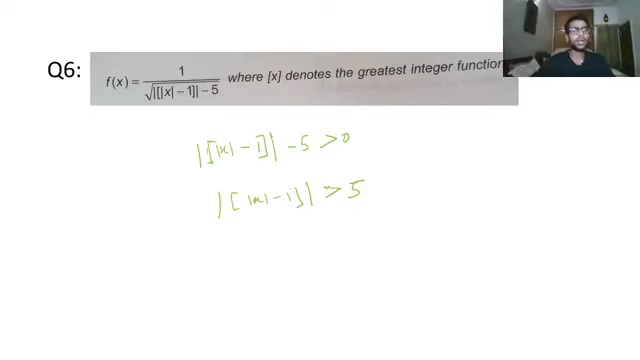 Q6:
f(x) = 1/√|[|x| − 1]| − 5 where [x] denotes the greatest integer function
|[|x| − 1]| − 5 > 0
|[|x| − 1]| > 5